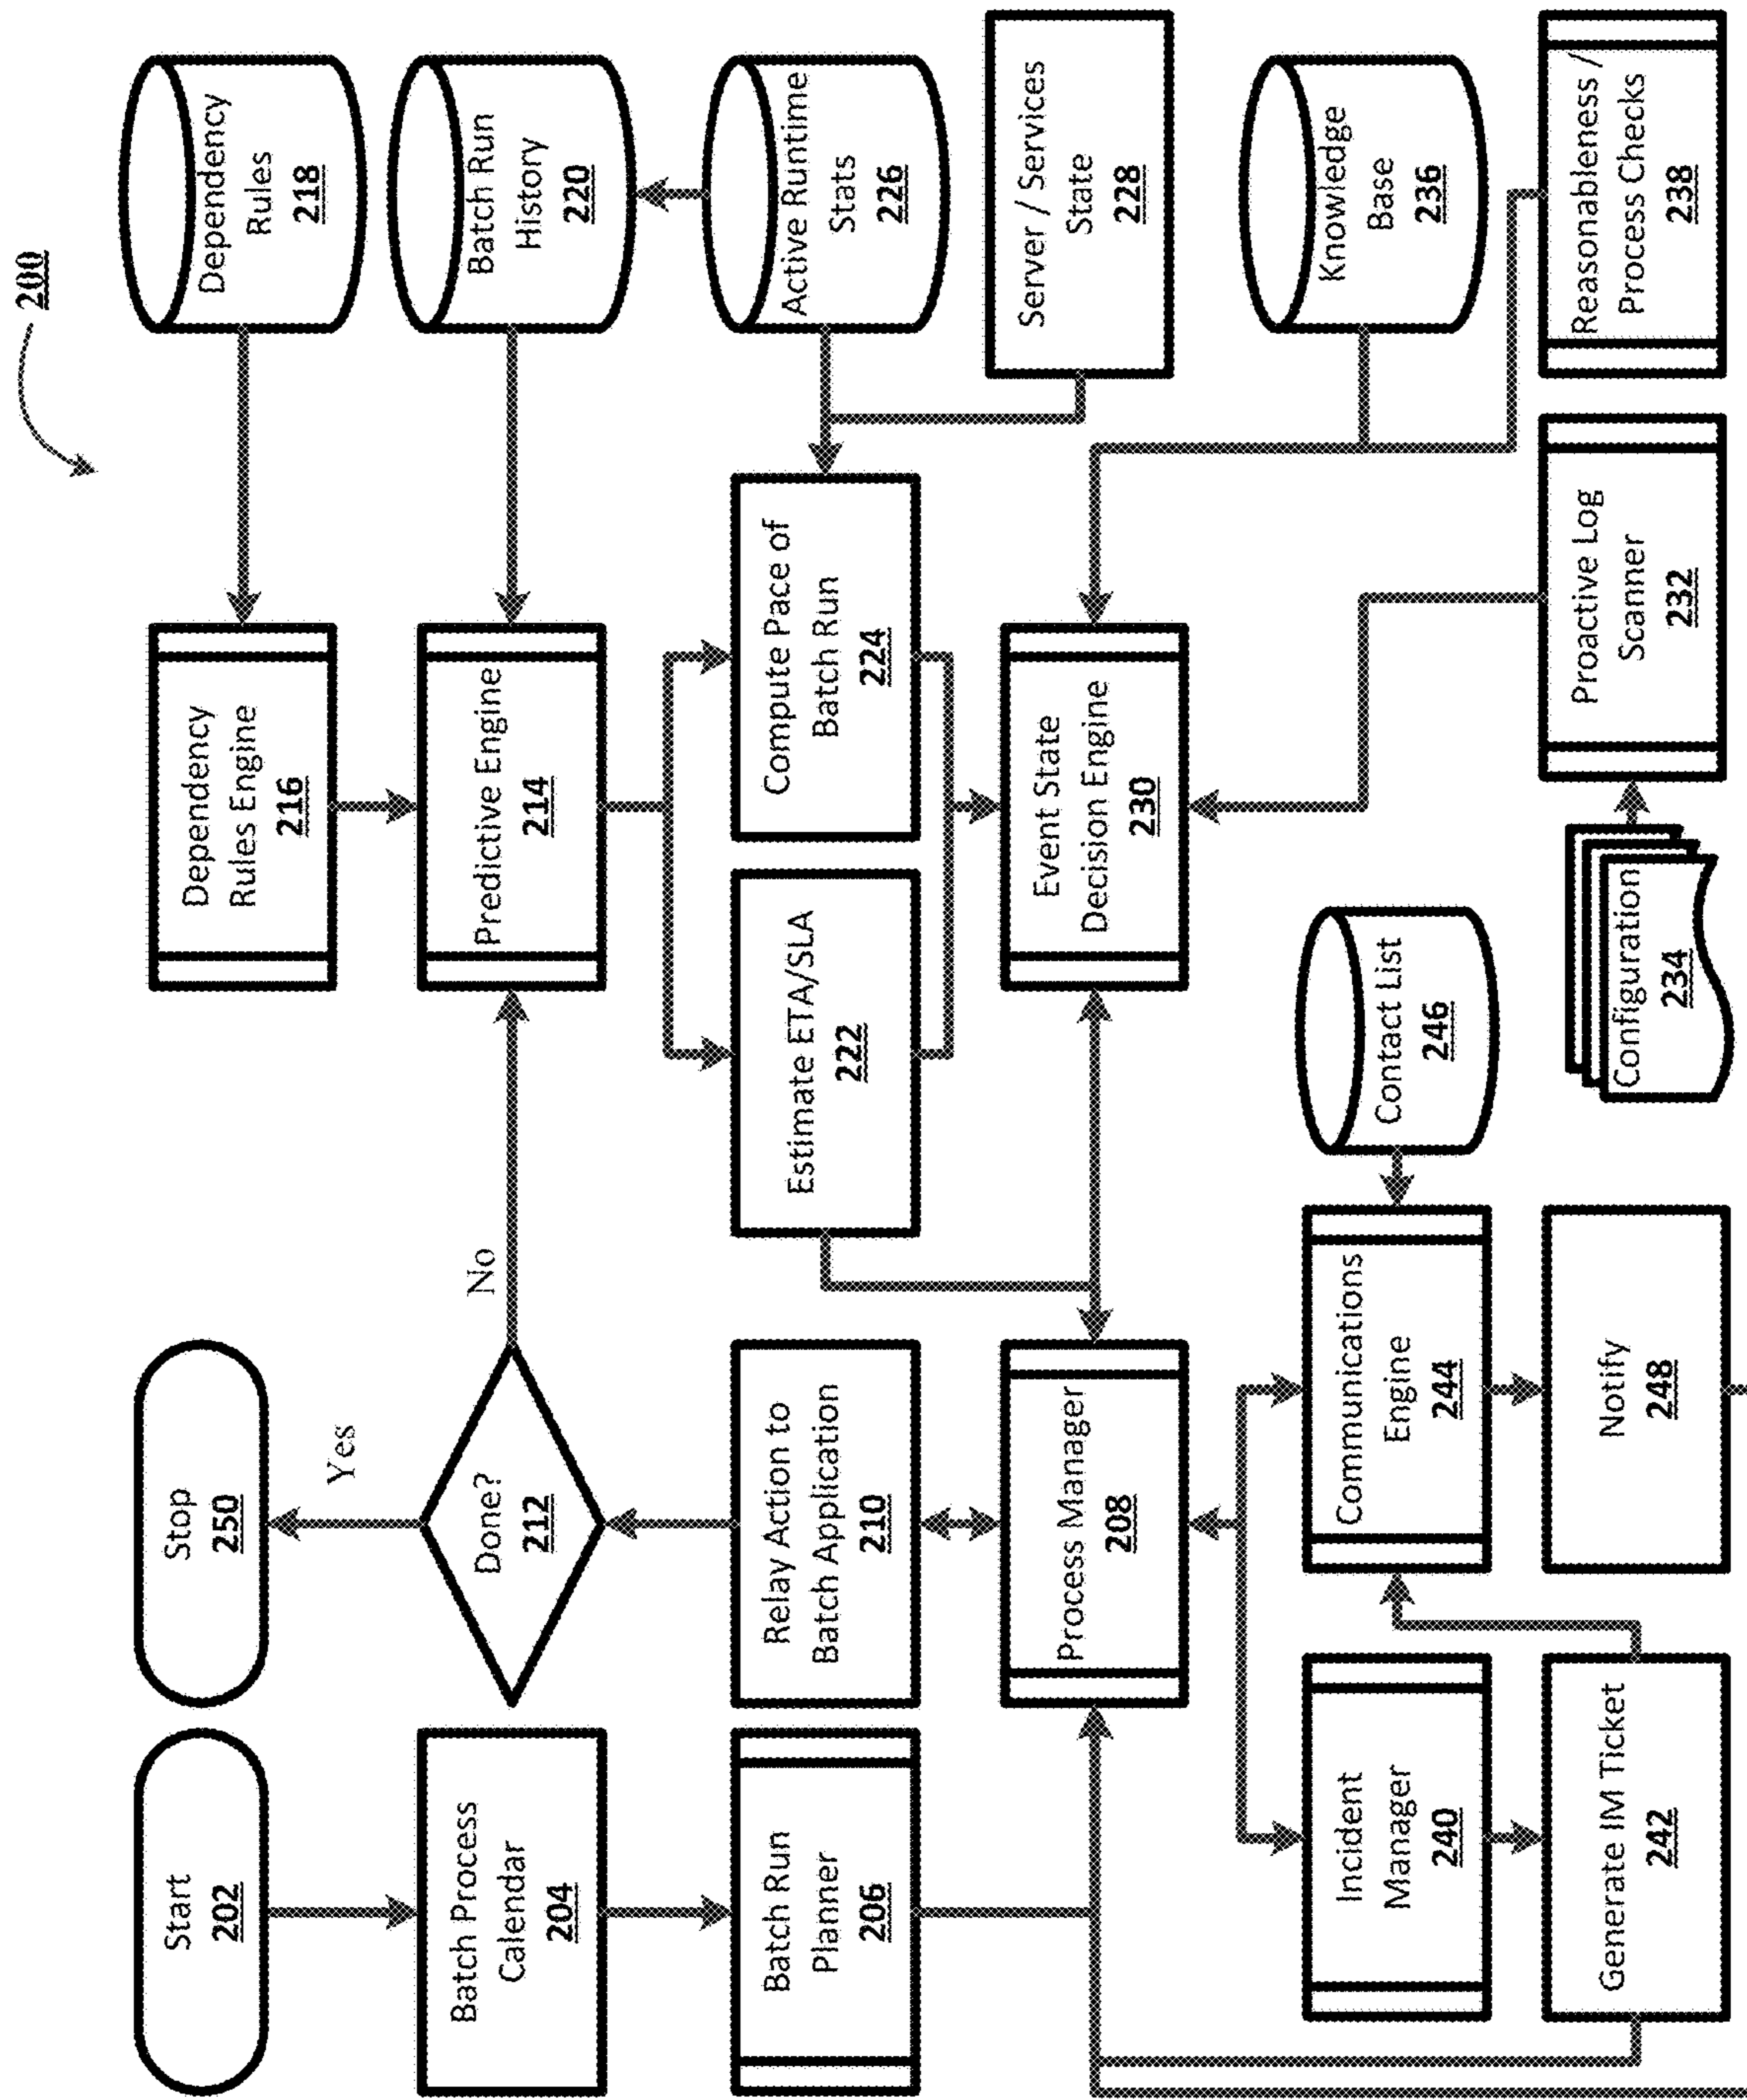 200
Start
202
Stop
250
Dependency
Rules Engine
216
Dependency
Rules
218
Yes
Batch Process
Calendar
204
Done?
212
No
Predictive Engine
214
Batch Run
History
220
Batch Run
Planner
206
Relay Action to
Batch Application
210
Estimate ETA/SLA
222
Compute Pace of
Batch Run
224
Active Runtime
Stats
226
Process Manager
208
Event State
Decision Engine
230
Server / Services
State
228
Incident
Manager
240
Communications
Engine
244
Contact List
246
Knowledge
Base
236
Generate IM Ticket
242
Notify
248
Configuration
234
Proactive Log
Scanner
232
Reasonableness /
Process Checks
238